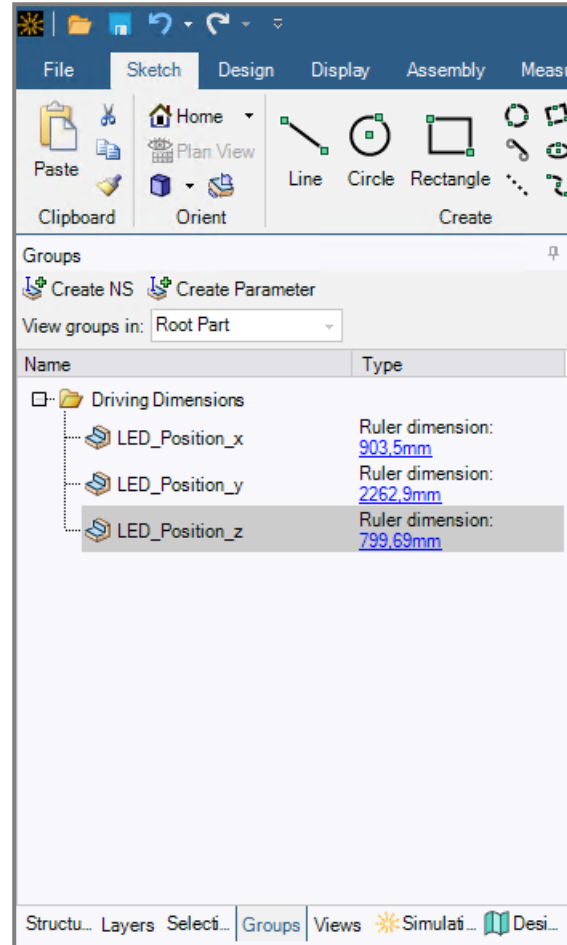 File Sketch Design Display Assembly Measu
Home
Plan View
Paste
Line Circle Rectangle
Clipboard Orient Create
Groups
Create NS Create Parameter
View groups in: Root Part
Name Type
Driving Dimensions
LED_Position_x Ruler dimension:
903,5mm
LED_Position_y Ruler dimension:
2262,9mm
LED_Position_z Ruler dimension:
799,69mm
Structu... Layers Selecti... Groups Views Simulati... Desi...